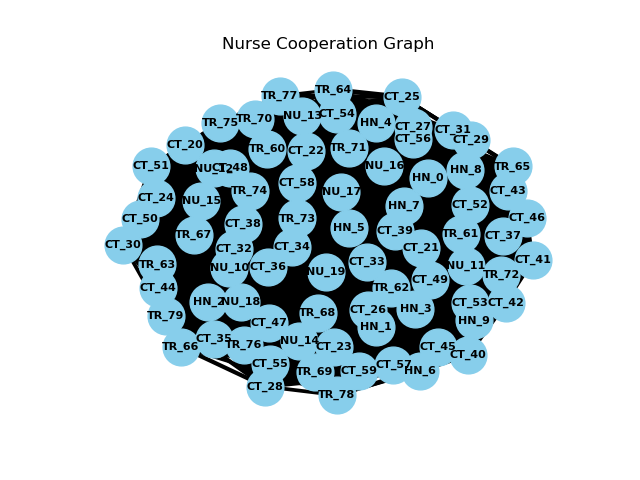 Nurse Cooperation Graph
TR_64
TR_77
CT_25
NU_13
CT_54
TR_70
TR_75
HN_4
CT_27
CT_31
CT_56
CT_29
CT_20
TR_60
CT_22
TR_71
CT_51
CT_48
NU_16
TR_65
HN_8
HN_0
CT_58
TR_74
NU_17
CT_43
CT_24
NU_15
HN_7
CT_52
CT_50
TR_73
CT_46
CT_38
HN_5
CT_39
TR_67
TR_61
CT_37
CT_30
CT_32
CT_34
CT_21
CT_41
TR_63
NU_10
CT_36
CT_33
NU_11
NU_19
TR_72
CT_49
CT_44
TR_62
HN_2
NU_18
CT_53
CT_42
CT_26
HN_3
TR_79
TR_68
CT_47
HN_1
HN_9
CT_35
TR_76
NU_14
CT_23
TR_66
CT_45
CT_40
CT_55
CT_57
TR_69
CT_59
HN_6
CT_28
TR_78